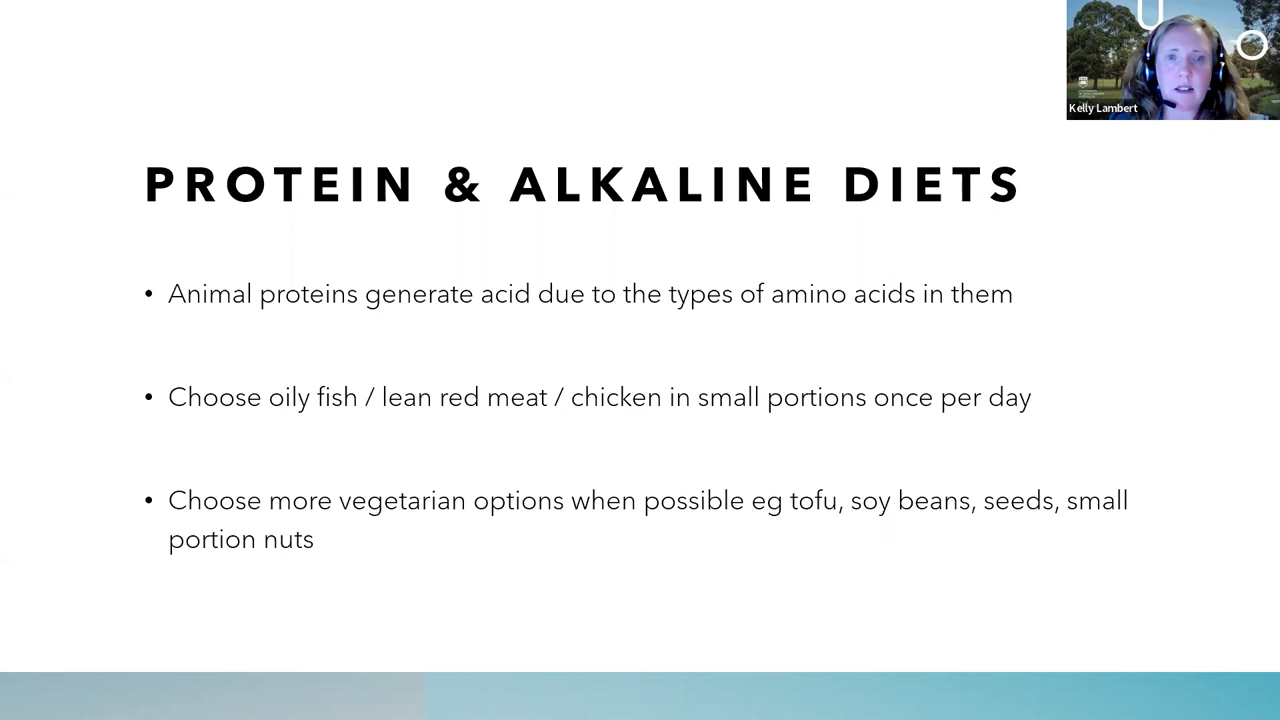 Kelly Lambert
PROTEIN & ALKALINE DIETS
• Animal proteins generate acid due to the types of amino acids in them
• Choose oily fish / lean red meat / chicken in small portions once per day
• Choose more vegetarian options when possible eg tofu, soy beans, seeds, small
portion nuts